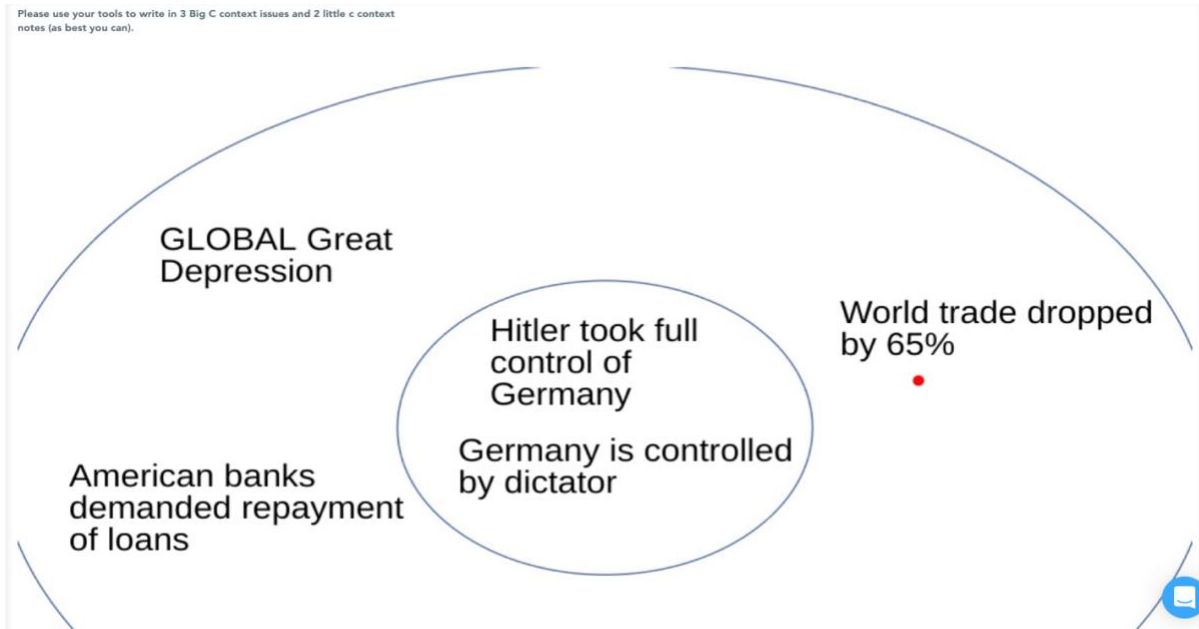 Please use your tools to write in 3 Big C context issues and 2 little c context
notes (as best you can).
GLOBAL Great
Depression
Hitler took full
control of
Germany
World trade dropped
by 65%
Germany is controlled
by dictator
American banks
demanded repayment
of loans